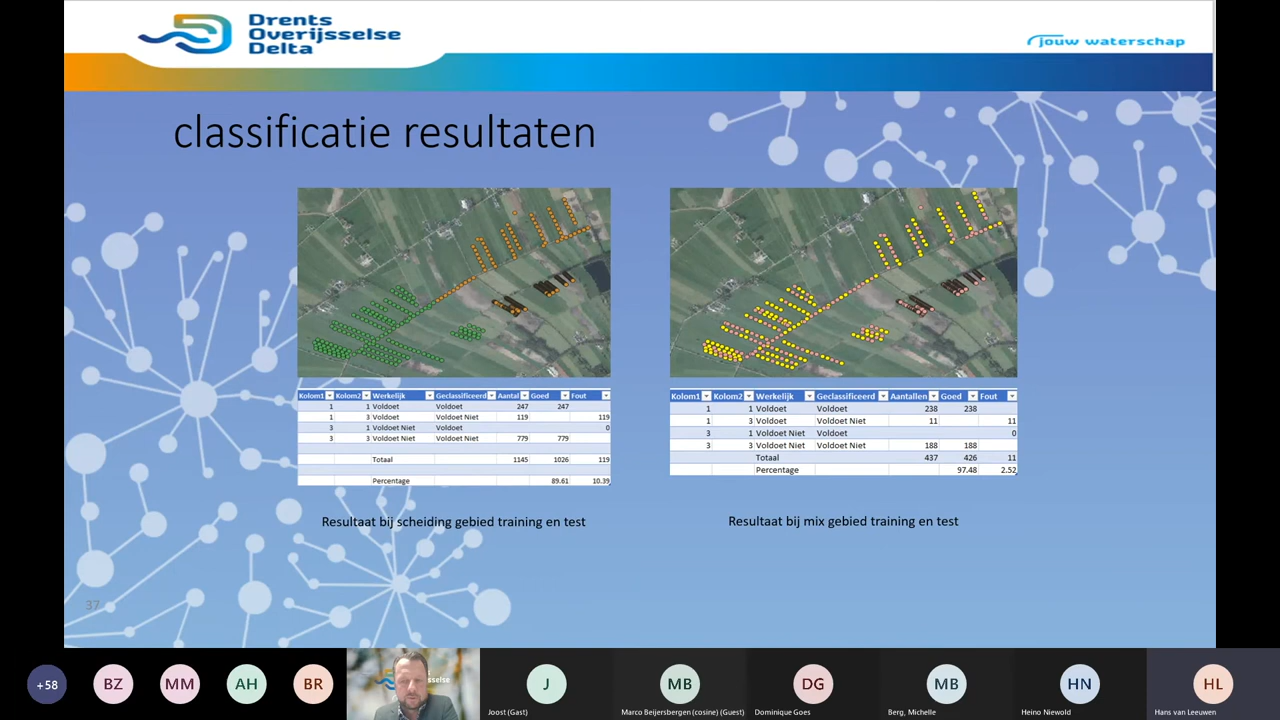 Drents
Overijsselse
Delta
jouw waterschap
classificatie resultaten
Kolom1 Kolom2 Werkelijk Geclassificeerd Aantal Goed Fout
1 1 Voldoet Voldoet 247 247
1 3 Voldoet Voldoet Niet 119 119
3 1 Voldoet Niet Voldoet 0
3 3 Voldoet Niet Voldoet Niet 779 779
Totaal 1145 1026 119
Percentage 89.61 10.39
Resultaat bij scheiding gebied training en test
Kolom1 Kolom2 Werkelijk Geclassificeerd Aantallen Goed Fout
1 1 Voldoet Voldoet 238 238
1 3 Voldoet Voldoet Niet 11 11
3 1 Voldoet Niet Voldoet 0
3 3 Voldoet Niet Voldoet Niet 188 188
Totaal 437 426 11
Percentage 97.48 2.52
Resultaat bij mix gebied training en test
37
+58
BZ
MM
AH
BR
sselse
J
Joost (Gast)
MB
Marco Beijersbergen (cosine) (Guest)
DG
Dominique Goes
MB
Berg, Michelle
HN
Heino Niewold
HL
Hans van Leeuwen